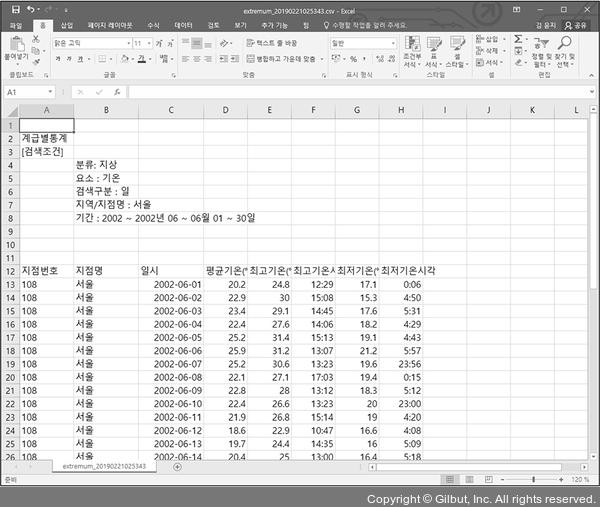 extremum_20190221025343.csv - Excel
파일 홈 삽입 페이지 레이아웃 수식 데이터 검토 보기 추가 기능 팀 수행할 작업을 알려 주세요. 김 윤지 공유
붙여넣기 맑은 고딕 11 텍스트 줄 바꿈 일반 조건부 서식 표 서식 셀 스타일 삽입 삭제 서식 정렬 및 필터 찾기 및 선택
병합하고 가운데 맞춤
클립보드 글꼴 맞춤 표시 형식 스타일 셀 편집
A1 fx
A B C D E F G H I J K L
1
2 계급별통계
3 [검색조건]
4 분류: 지상
5 요소 : 기온
6 검색구분 : 일
7 지역/지점명 : 서울
8 기간 : 2002 ~ 2002년 06 ~ 06월 01 ~ 30일
9
10
11
12 지점번호 지점명 일시 평균기온(° 최고기온(° 최고기온시 최저기온(° 최저기온시각
13 108 서울 2002-06-01 20.2 24.8 12:29 17.1 0:06
14 108 서울 2002-06-02 22.9 30 15:08 15.3 4:50
15 108 서울 2002-06-03 23.4 29.1 14:45 17.6 5:31
16 108 서울 2002-06-04 22.4 27.6 14:06 18.2 4:29
17 108 서울 2002-06-05 25.2 31.4 15:13 19.1 4:43
18 108 서울 2002-06-06 25.9 31.2 13:07 21.2 5:57
19 108 서울 2002-06-07 25.2 30.6 13:23 19.6 23:56
20 108 서울 2002-06-08 22.1 27.1 17:03 19.4 0:15
21 108 서울 2002-06-09 22.8 28 13:12 18.3 5:12
22 108 서울 2002-06-10 22.4 26.6 13:23 20 23:00
23 108 서울 2002-06-11 21.9 26.8 15:14 19 4:20
24 108 서울 2002-06-12 18.6 22.9 10:47 16.6 4:08
25 108 서울 2002-06-13 19.7 24.4 14:35 16 5:09
26 108 서울 2002-06-14 20.4 25 13:00 16.4 5:18
extremum_20190221025343
준비 120 %
Copyright © Gilbut, Inc. All rights reserved.